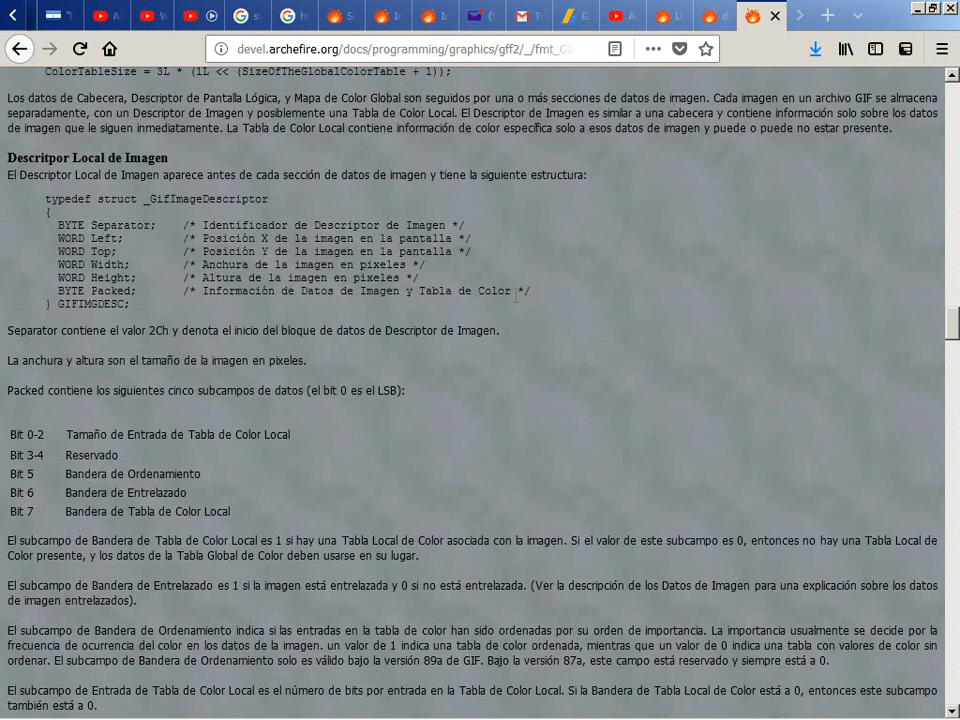 devel.archefire.org/docs/programming/graphics/gff2/_/fmt_GI
ColorTableSize = 3L * (1L << (SizeOfTheGlobalColorTable + 1));
Los datos de Cabecera, Descriptor de Pantalla Lógica, y Mapa de Color Global son seguidos por una o más secciones de datos de imagen. Cada imagen en un archivo GIF se almacena
separadamente, con un Descriptor de Imagen y posiblemente una Tabla de Color Local. El Descriptor de Imagen es similar a una cabecera y contiene información solo sobre los datos
de imagen que le siguen inmediatamente. La Tabla de Color Local contiene información de color específica solo a esos datos de imagen y puede o puede no estar presente.
Descritpor Local de Imagen
El Descriptor Local de Imagen aparece antes de cada sección de datos de imagen y tiene la siguiente estructura:
typedef struct _GifImageDescriptor
{
BYTE Separator; /* Identificador de Descriptor de Imagen */
WORD Left; /* Posición X de la imagen en la pantalla */
WORD Top; /* Posición Y de la imagen en la pantalla */
WORD Width; /* Anchura de la imagen en pixeles */
WORD Height; /* Altura de la imagen en pixeles */
BYTE Packed; /* Información de Datos de Imagen y Tabla de Color */
} GIFIMGDESC;
Separator contiene el valor 2Ch y denota el inicio del bloque de datos de Descriptor de Imagen.
La anchura y altura son el tamaño de la imagen en pixeles.
Packed contiene los siguientes cinco subcampos de datos (el bit 0 es el LSB):
Bit 0-2 Tamaño de Entrada de Tabla de Color Local
Bit 3-4 Reservado
Bit 5 Bandera de Ordenamiento
Bit 6 Bandera de Entrelazado
Bit 7 Bandera de Tabla de Color Local
El subcampo de Bandera de Tabla de Color Local es 1 si hay una Tabla Local de Color asociada con la imagen. Si el valor de este subcampo es 0, entonces no hay una Tabla Local de
Color presente, y los datos de la Tabla Global de Color deben usarse en su lugar.
El subcampo de Bandera de Entrelazado es 1 si la imagen está entrelazada y 0 si no está entrelazada. (Ver la descripción de los Datos de Imagen para una explicación sobre los datos
de imagen entrelazados).
El subcampo de Bandera de Ordenamiento indica si las entradas en la tabla de color han sido ordenadas por su orden de importancia. La importancia usualmente se decide por la
frecuencia de ocurrencia del color en los datos de la imagen. un valor de 1 indica una tabla de color ordenada, mientras que un valor de 0 indica una tabla con valores de color sin
ordenar. El subcampo de Bandera de Ordenamiento solo es válido bajo la versión 89a de GIF. Bajo la versión 87a, este campo está reservado y siempre está a 0.
El subcampo de Entrada de Tabla de Color Local es el número de bits por entrada en la Tabla de Color Local. Si la Bandera de Tabla Local de Color está a 0, entonces este subcampo
también está a 0.